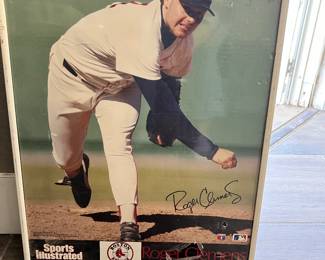 Roger Clemens
Sports
Illustrated
BOSTON
RED SOX
Roger Clemens